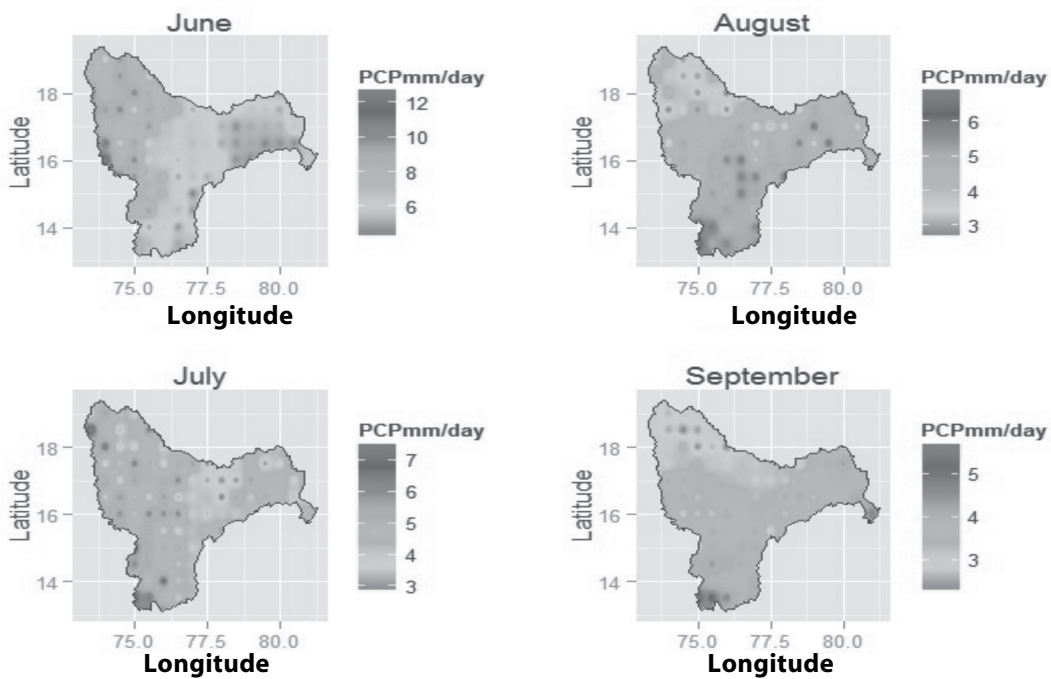 June
PCPmm/day
12
10
8
6
18
16
14
Latitude
75.0 77.5 80.0
Longitude
August
PCPmm/day
6
5
4
3
18
16
14
Latitude
75.0 77.5 80.0
Longitude
July
PCPmm/day
7
6
5
4
3
18
16
14
Latitude
75.0 77.5 80.0
Longitude
September
PCPmm/day
5
4
3
18
16
14
Latitude
75.0 77.5 80.0
Longitude